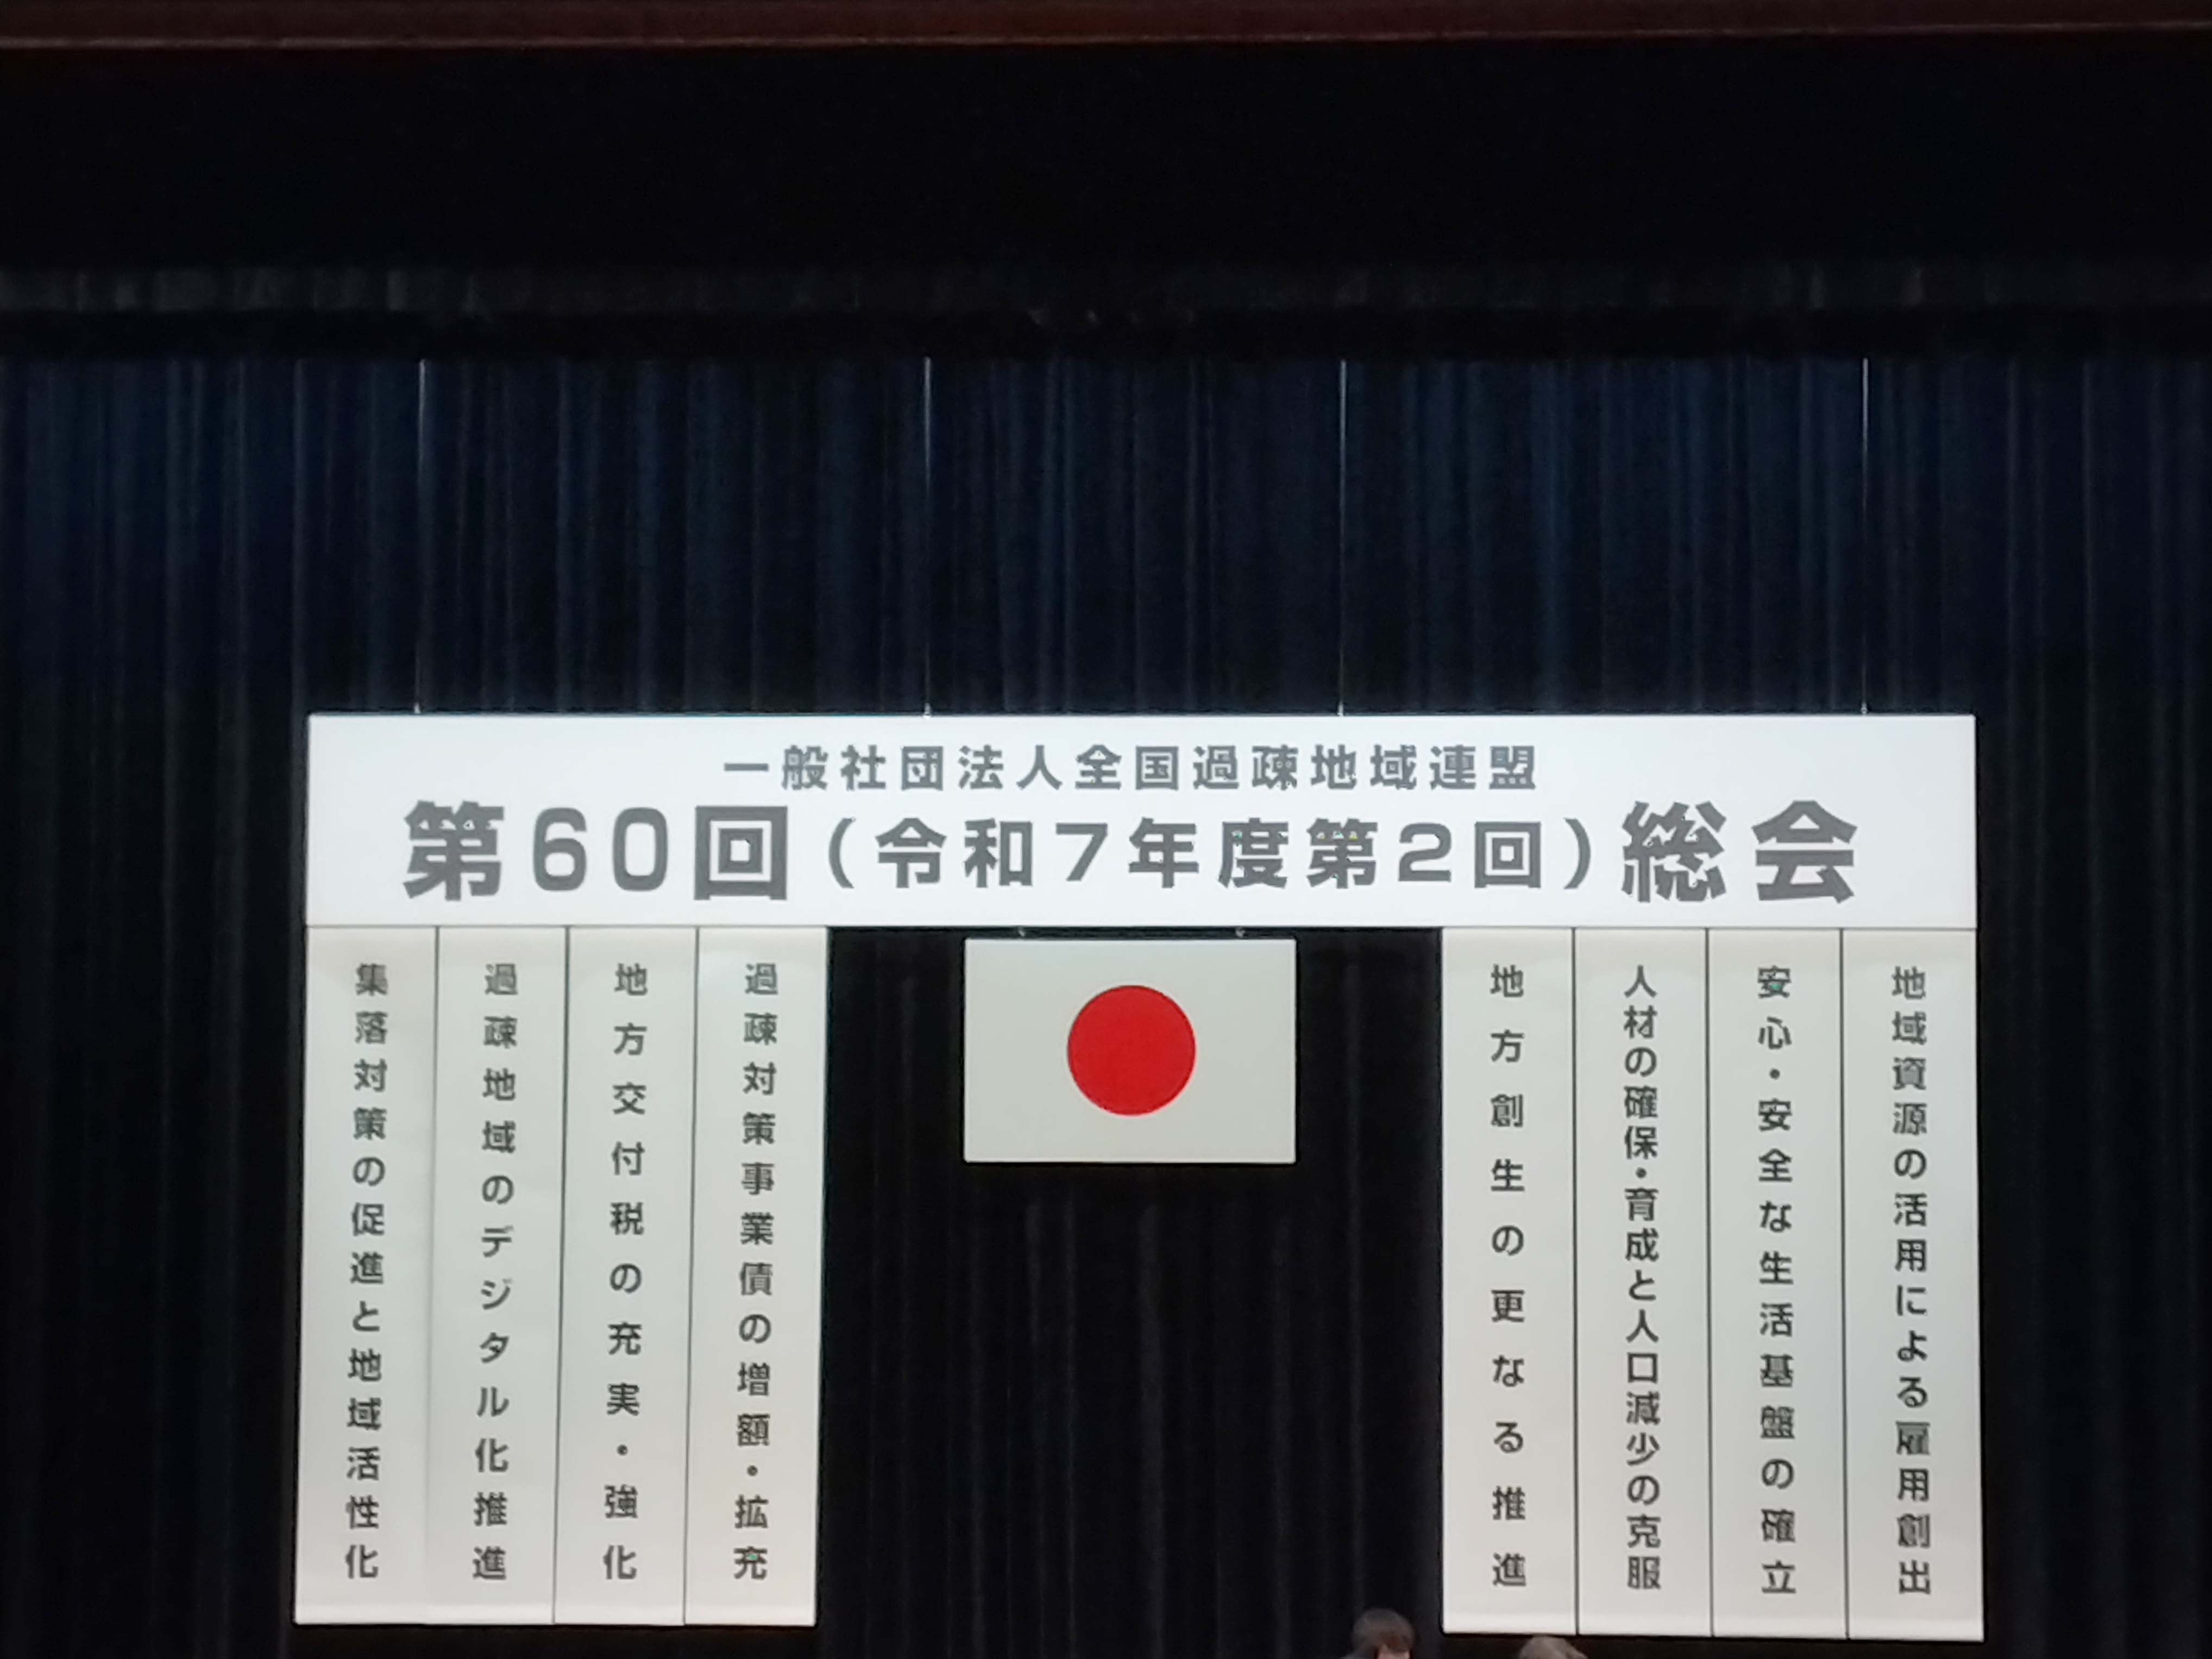 一般社団法人全国過疎地域連盟
第60回(令和7年度第2回)総会
地域資源の活用による雇用創出
安心・安全な生活基盤の確立
人材の確保・育成と人口減少の克服
地方創生の更なる推進
過疎対策事業債の増額・拡充
地方交付税の充実・強化
過疎地域のデジタル化推進
集落対策の促進と地域活性化